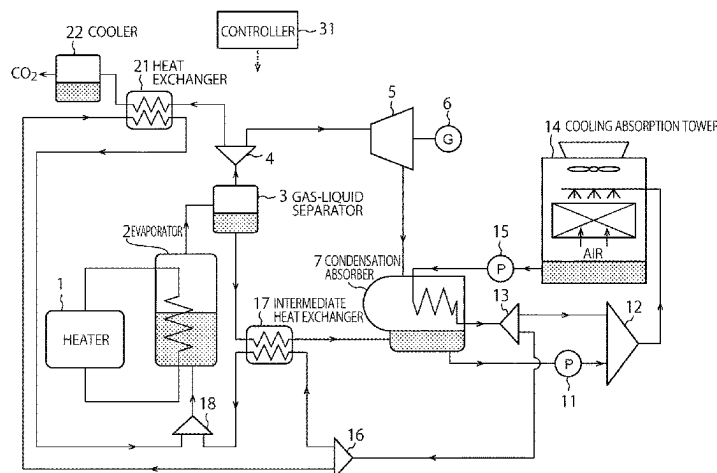 22 COOLER
CONTROLLER
31
CO₂
21 HEAT
EXCHANGER
5
6
G
14 COOLING ABSORPTION TOWER
4
3 GAS-LIQUID
SEPARATOR
2 EVAPORATOR
AIR
15
P
7 CONDENSATION
ABSORBER
1
HEATER
17 INTERMEDIATE
HEAT EXCHANGER
13
12
P
11
18
16